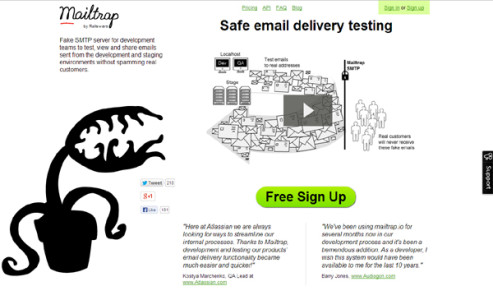 Mailtrap
by Railsware
Fake SMTP server for development
teams to test, view and share emails
sent from the development and staging
environments without spamming real
customers.
Pricing API FAQ Blog
Sign in or Sign up
Safe email delivery testing
Localhost
Dev
QA
Stage
Test emails
to real addresses
Mailtrap
SMTP
Real customers
will never receive
these fake emails
Tweet
+1
Like
Free Sign Up
Support
"Here at Atlassian we are always
looking for ways to streamline our
internal processes. Thanks to Mailtrap,
development and testing our products'
email delivery functionality became
much easier and quicker!"
Kostya Marchenko, QA Lead at
www.Atlassian.com
"We've been using mailtrap.io for
several months now in our
development process and it's been a
tremendous addition. As a developer, I
wish this system would have been
available to me for the last 10 years."
Barry Jones,